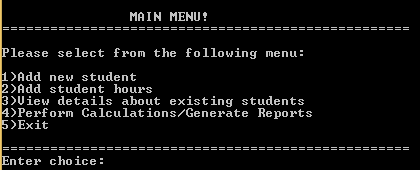 MAIN MENU!
===================================================
Please select from the following menu:
1)Add new student
2)Add student hours
3)View details about existing students
4)Perform Calculations/Generate Reports
5)Exit
===================================================
Enter choice: